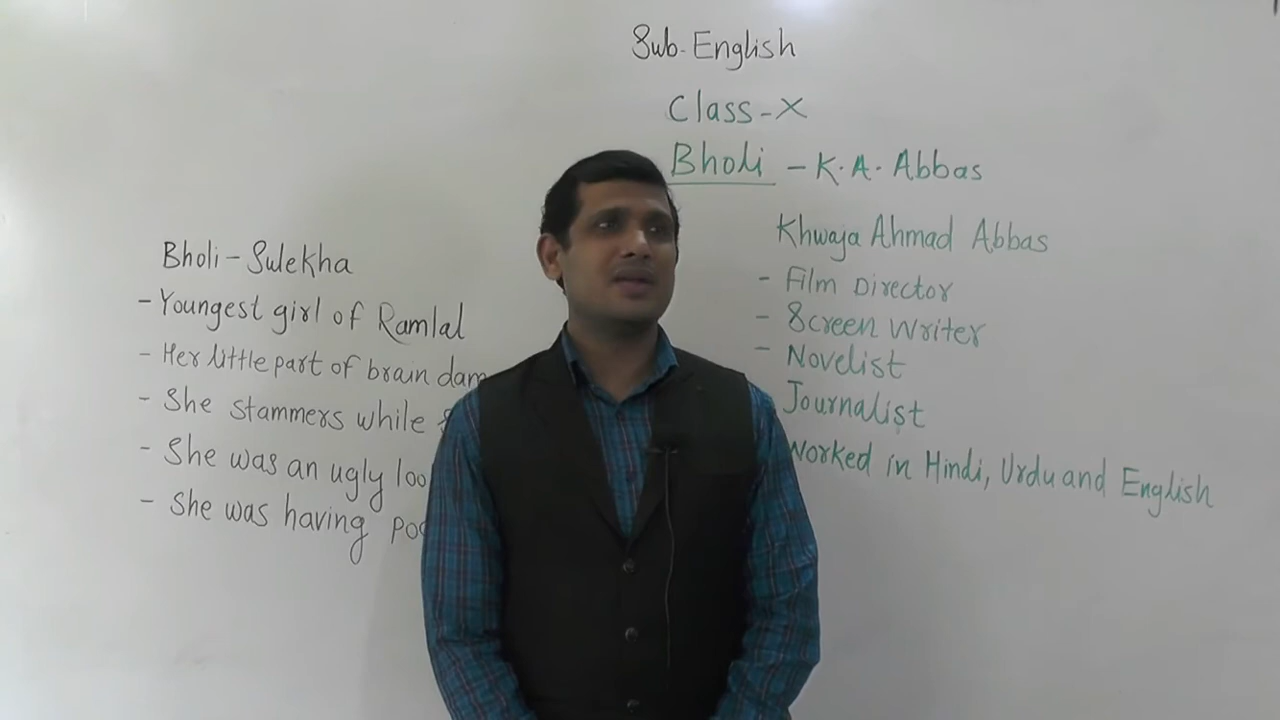 Sub-English
Class-X
Bholi - K.A. Abbas
Khwaja Ahmad Abbas
- Film Director
- Screen Writer
- Novelist
Journalist
Worked in Hindi, Urdu and English
Bholi-Sulekha
- Youngest girl of Ramlal
- Her little part of brain
- She stammers while
- She was an ugly
- She was having